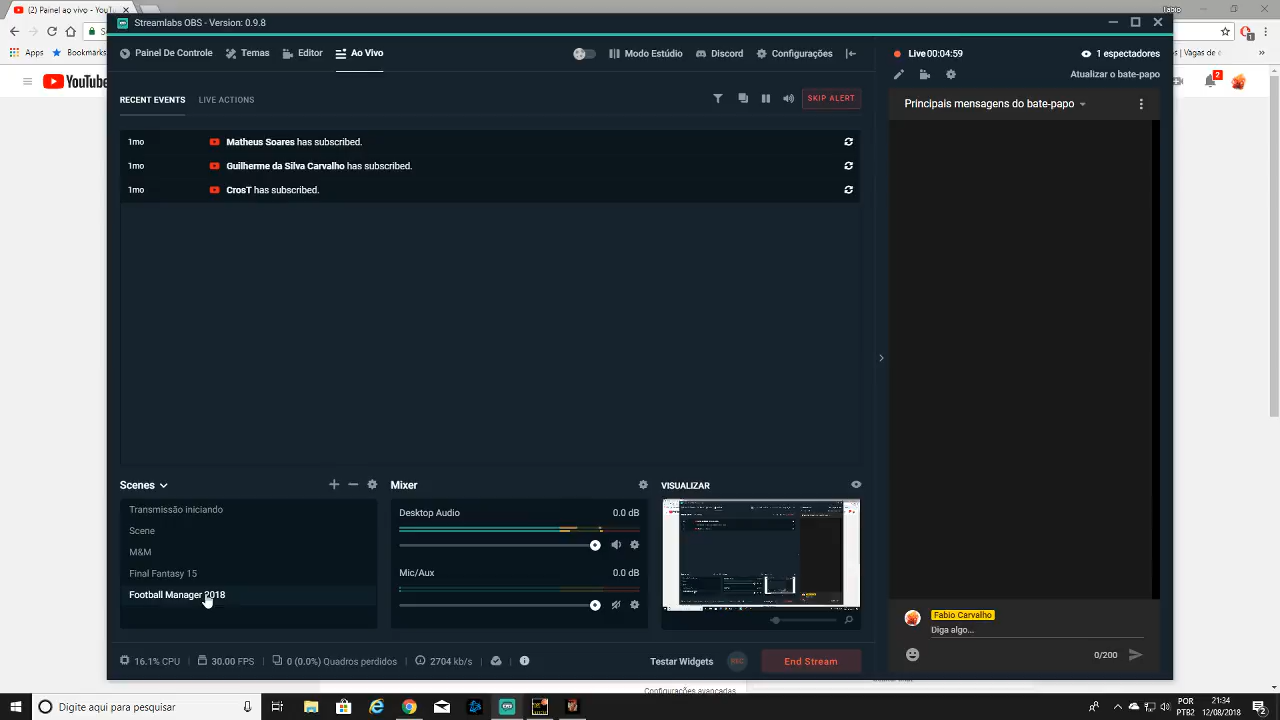 Streamlabs OBS - Version: 0.9.8
Fabio
(2) Painel ao vivo - YouTube
Apps
Bookmarks
Vagas de
YouTube
2
Painel De Controle
Temas
Editor
Ao Vivo
Modo Estúdio
Discord
Configurações
Live 00:04:59
1 espectadores
Atualizar o bate-papo
Principais mensagens do bate-papo
RECENT EVENTS
LIVE ACTIONS
SKIP ALERT
1mo Matheus Soares has subscribed.
1mo Guilherme da Silva Carvalho has subscribed.
1mo CrosT has subscribed.
Scenes
Mixer
VISUALIZAR
Transmissão iniciando
Scene
M&M
Final Fantasy 15
Football Manager 2018
Desktop Audio 0.0 dB
Mic/Aux 0.0 dB
Fabio Carvalho
Diga algo...
0/200
16.1% CPU
30.00 FPS
0 (0.0%) Quadros perdidos
2704 kb/s
Testar Widgets
REC
End Stream
Configurações avançadas
Digite aqui para pesquisar
POR
PTB2
21:34
12/08/2018
2